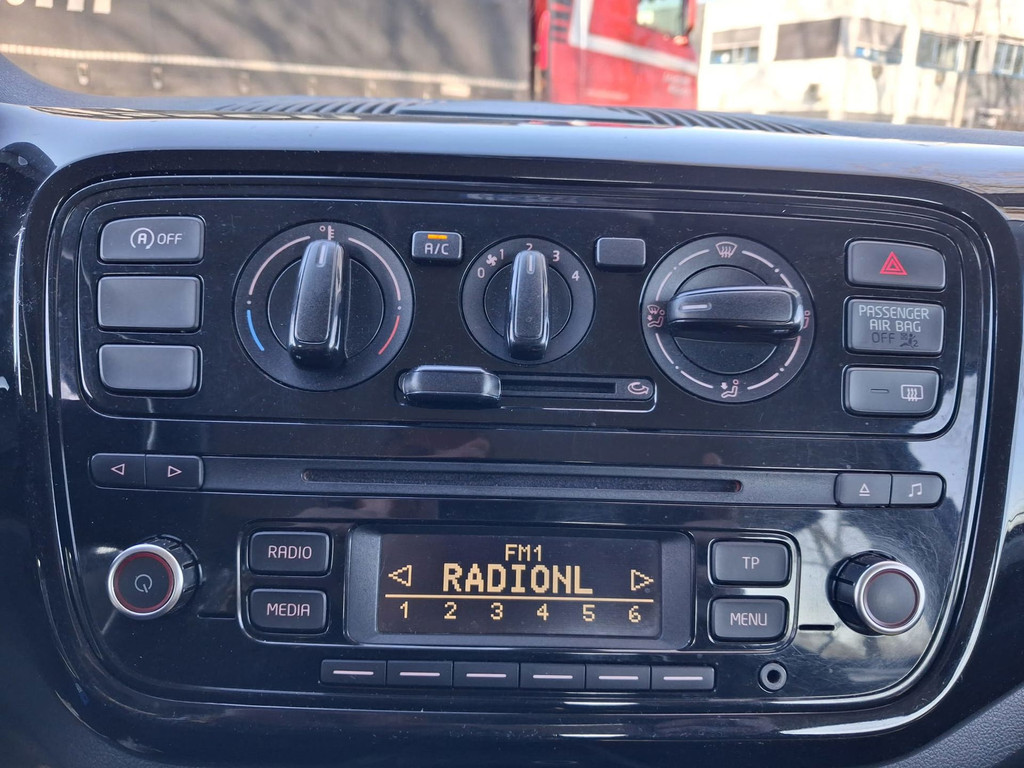 A OFF
A/C
0 1 2 3 4
PASSENGER
AIR BAG
OFF
RADIO
MEDIA
FM1
RADIONL
1 2 3 4 5 6
TP
MENU